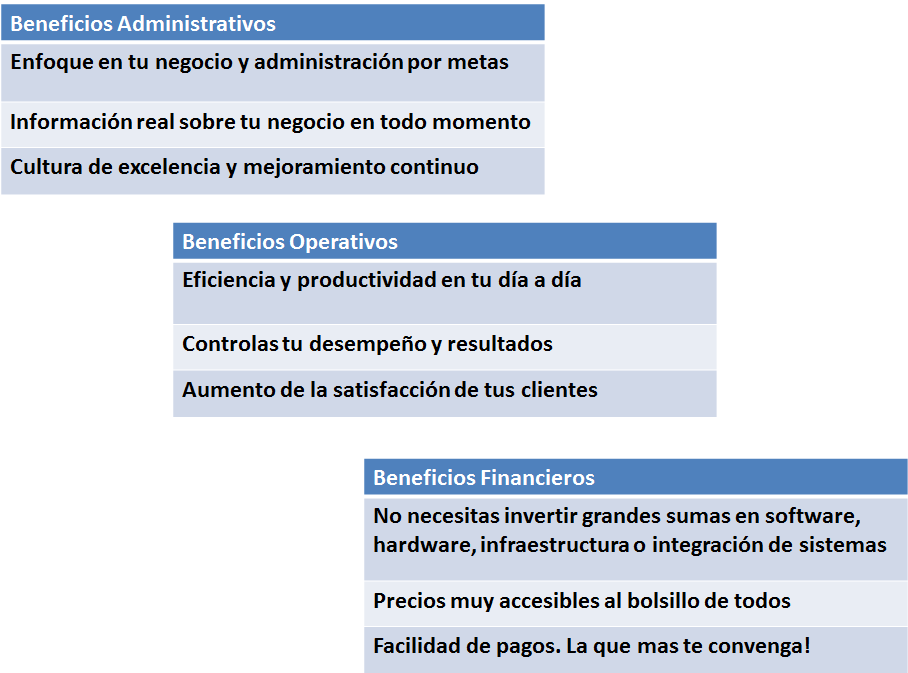 Beneficios Administrativos
Enfoque en tu negocio y administración por metas
Información real sobre tu negocio en todo momento
Cultura de excelencia y mejoramiento continuo
Beneficios Operativos
Eficiencia y productividad en tu día a día
Controlas tu desempeño y resultados
Aumento de la satisfacción de tus clientes
Beneficios Financieros
No necesitas invertir grandes sumas en software,
hardware, infraestructura o integración de sistemas
Precios muy accesibles al bolsillo de todos
Facilidad de pagos. La que mas te convenga!